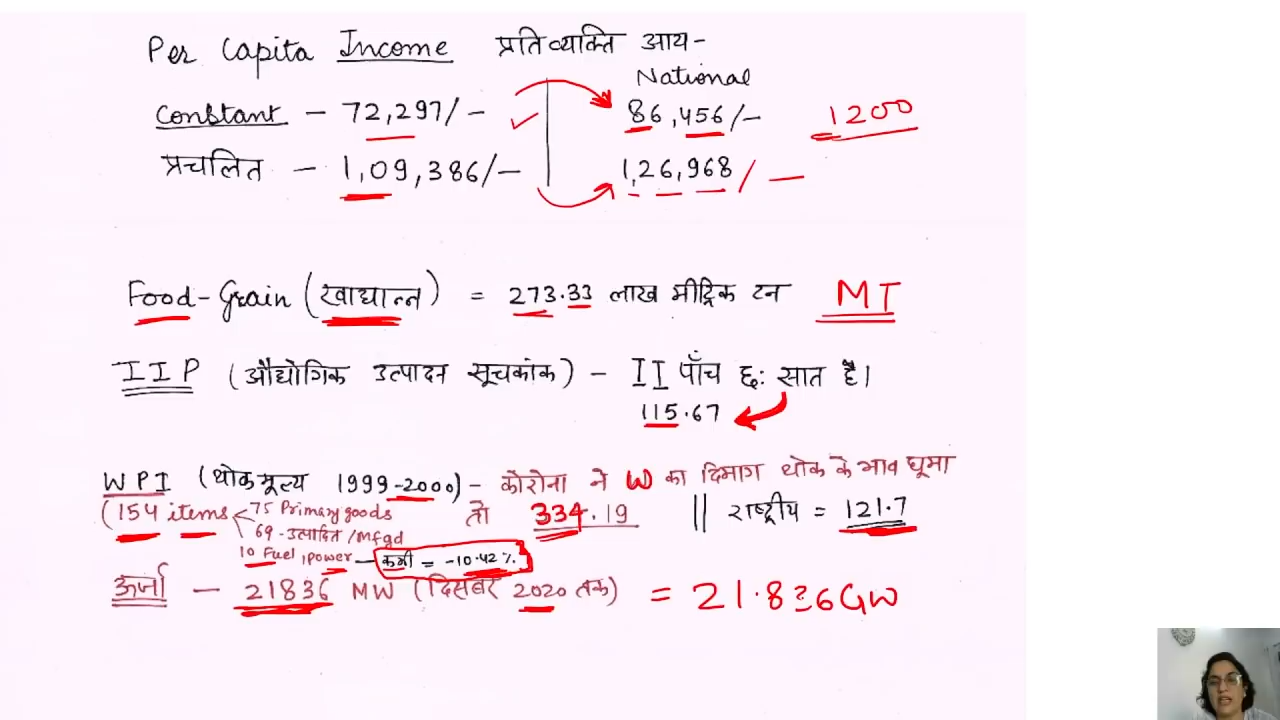 Per Capita Income प्रतिव्यक्ति आय-
National
Constant - 72,297/- 86,456/- 1200
प्रचलित - 1,09,386/- 1,26,968/-
Food-Grain (खाद्यान्न) = 273.33 लाख मीट्रिक टन MT
IIP (औद्योगिक उत्पादन सूचकांक) - II पाँच छः सात है।
115.67
WPI (थोक मूल्य 1999-2000) - कोरोना ने W का दिमाग थोक के भाव घूमा
(154 items 75 Primary goods तो 334.19 || राष्ट्रीय = 121.7
69 - उत्पादित/Mfgd
10 Fuel, power - कमी = -10.42%
ऊर्जा - 21836 MW (दिसंबर 2020 तक) = 21.836GW